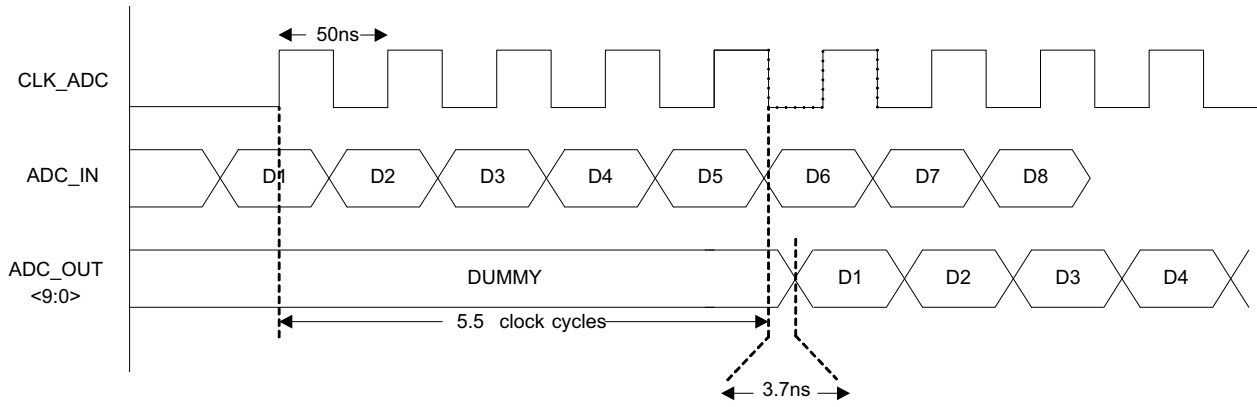 50ns
CLK_ADC
ADC_IN
D1 D2 D3 D4 D5 D6 D7 D8
ADC_OUT
<9:0>
DUMMY
D1 D2 D3 D4
5.5 clock cycles
3.7ns